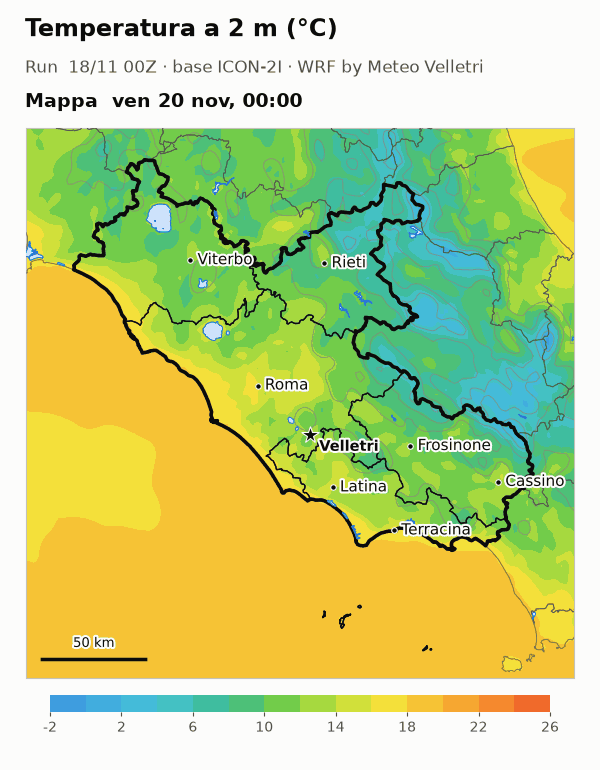 Temperatura a 2 m (°C)
Run  18/11 00Z · base ICON-2I · WRF by Meteo Velletri
Mappa  ven 20 nov, 00:00
Viterbo
Rieti
Roma
Velletri
Frosinone
Cassino
Latina
Terracina
50 km
-2 2 6 10 14 18 22 26